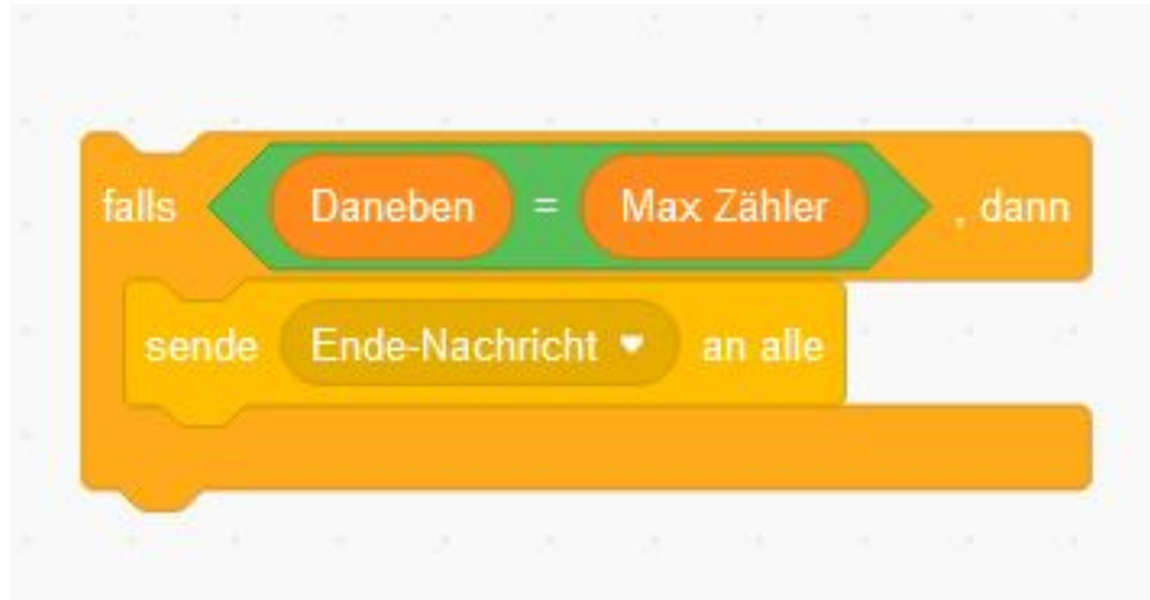 falls Daneben = Max Zähler , dann
sende Ende-Nachricht an alle